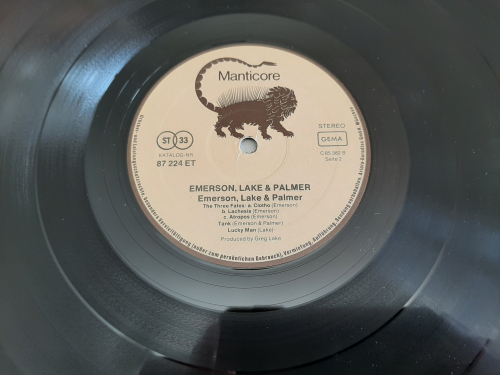 Manticore
ST 33
STEREO
GEMA
KATALOG-NR.
87 224 ET
Seite 2
EMERSON, LAKE & PALMER
Emerson, Lake & Palmer
The Three Fates: a. Clotho (Emerson)
b. Lachesis (Emerson)
c. Atropos (Emerson)
Tank (Emerson & Palmer)
Lucky Man (Lake)
Produced by Greg Lake